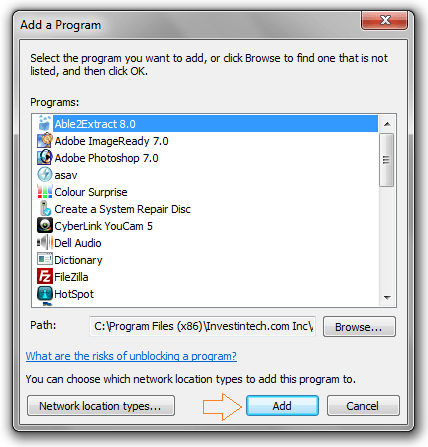 Add a Program
Select the program you want to add, or click Browse to find one that is not
listed, and then click OK.
Programs:
Able2Extract 8.0
Adobe ImageReady 7.0
Adobe Photoshop 7.0
asav
Colour Surprise
Create a System Repair Disc
CyberLink YouCam 5
Dell Audio
Dictionary
FileZilla
HotSpot
Path: C:\Program Files (x86)\Investintech.com Inc\ Browse...
What are the risks of unblocking a program?
You can choose which network location types to add this program to.
Network location types... Add Cancel